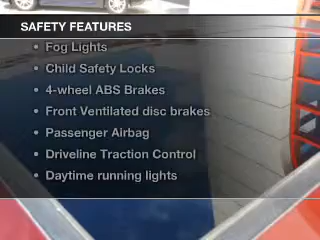 SAFETY FEATURES
• Fog Lights
• Child Safety Locks
• 4-wheel ABS Brakes
• Front Ventilated disc brakes
• Passenger Airbag
• Driveline Traction Control
• Daytime running lights